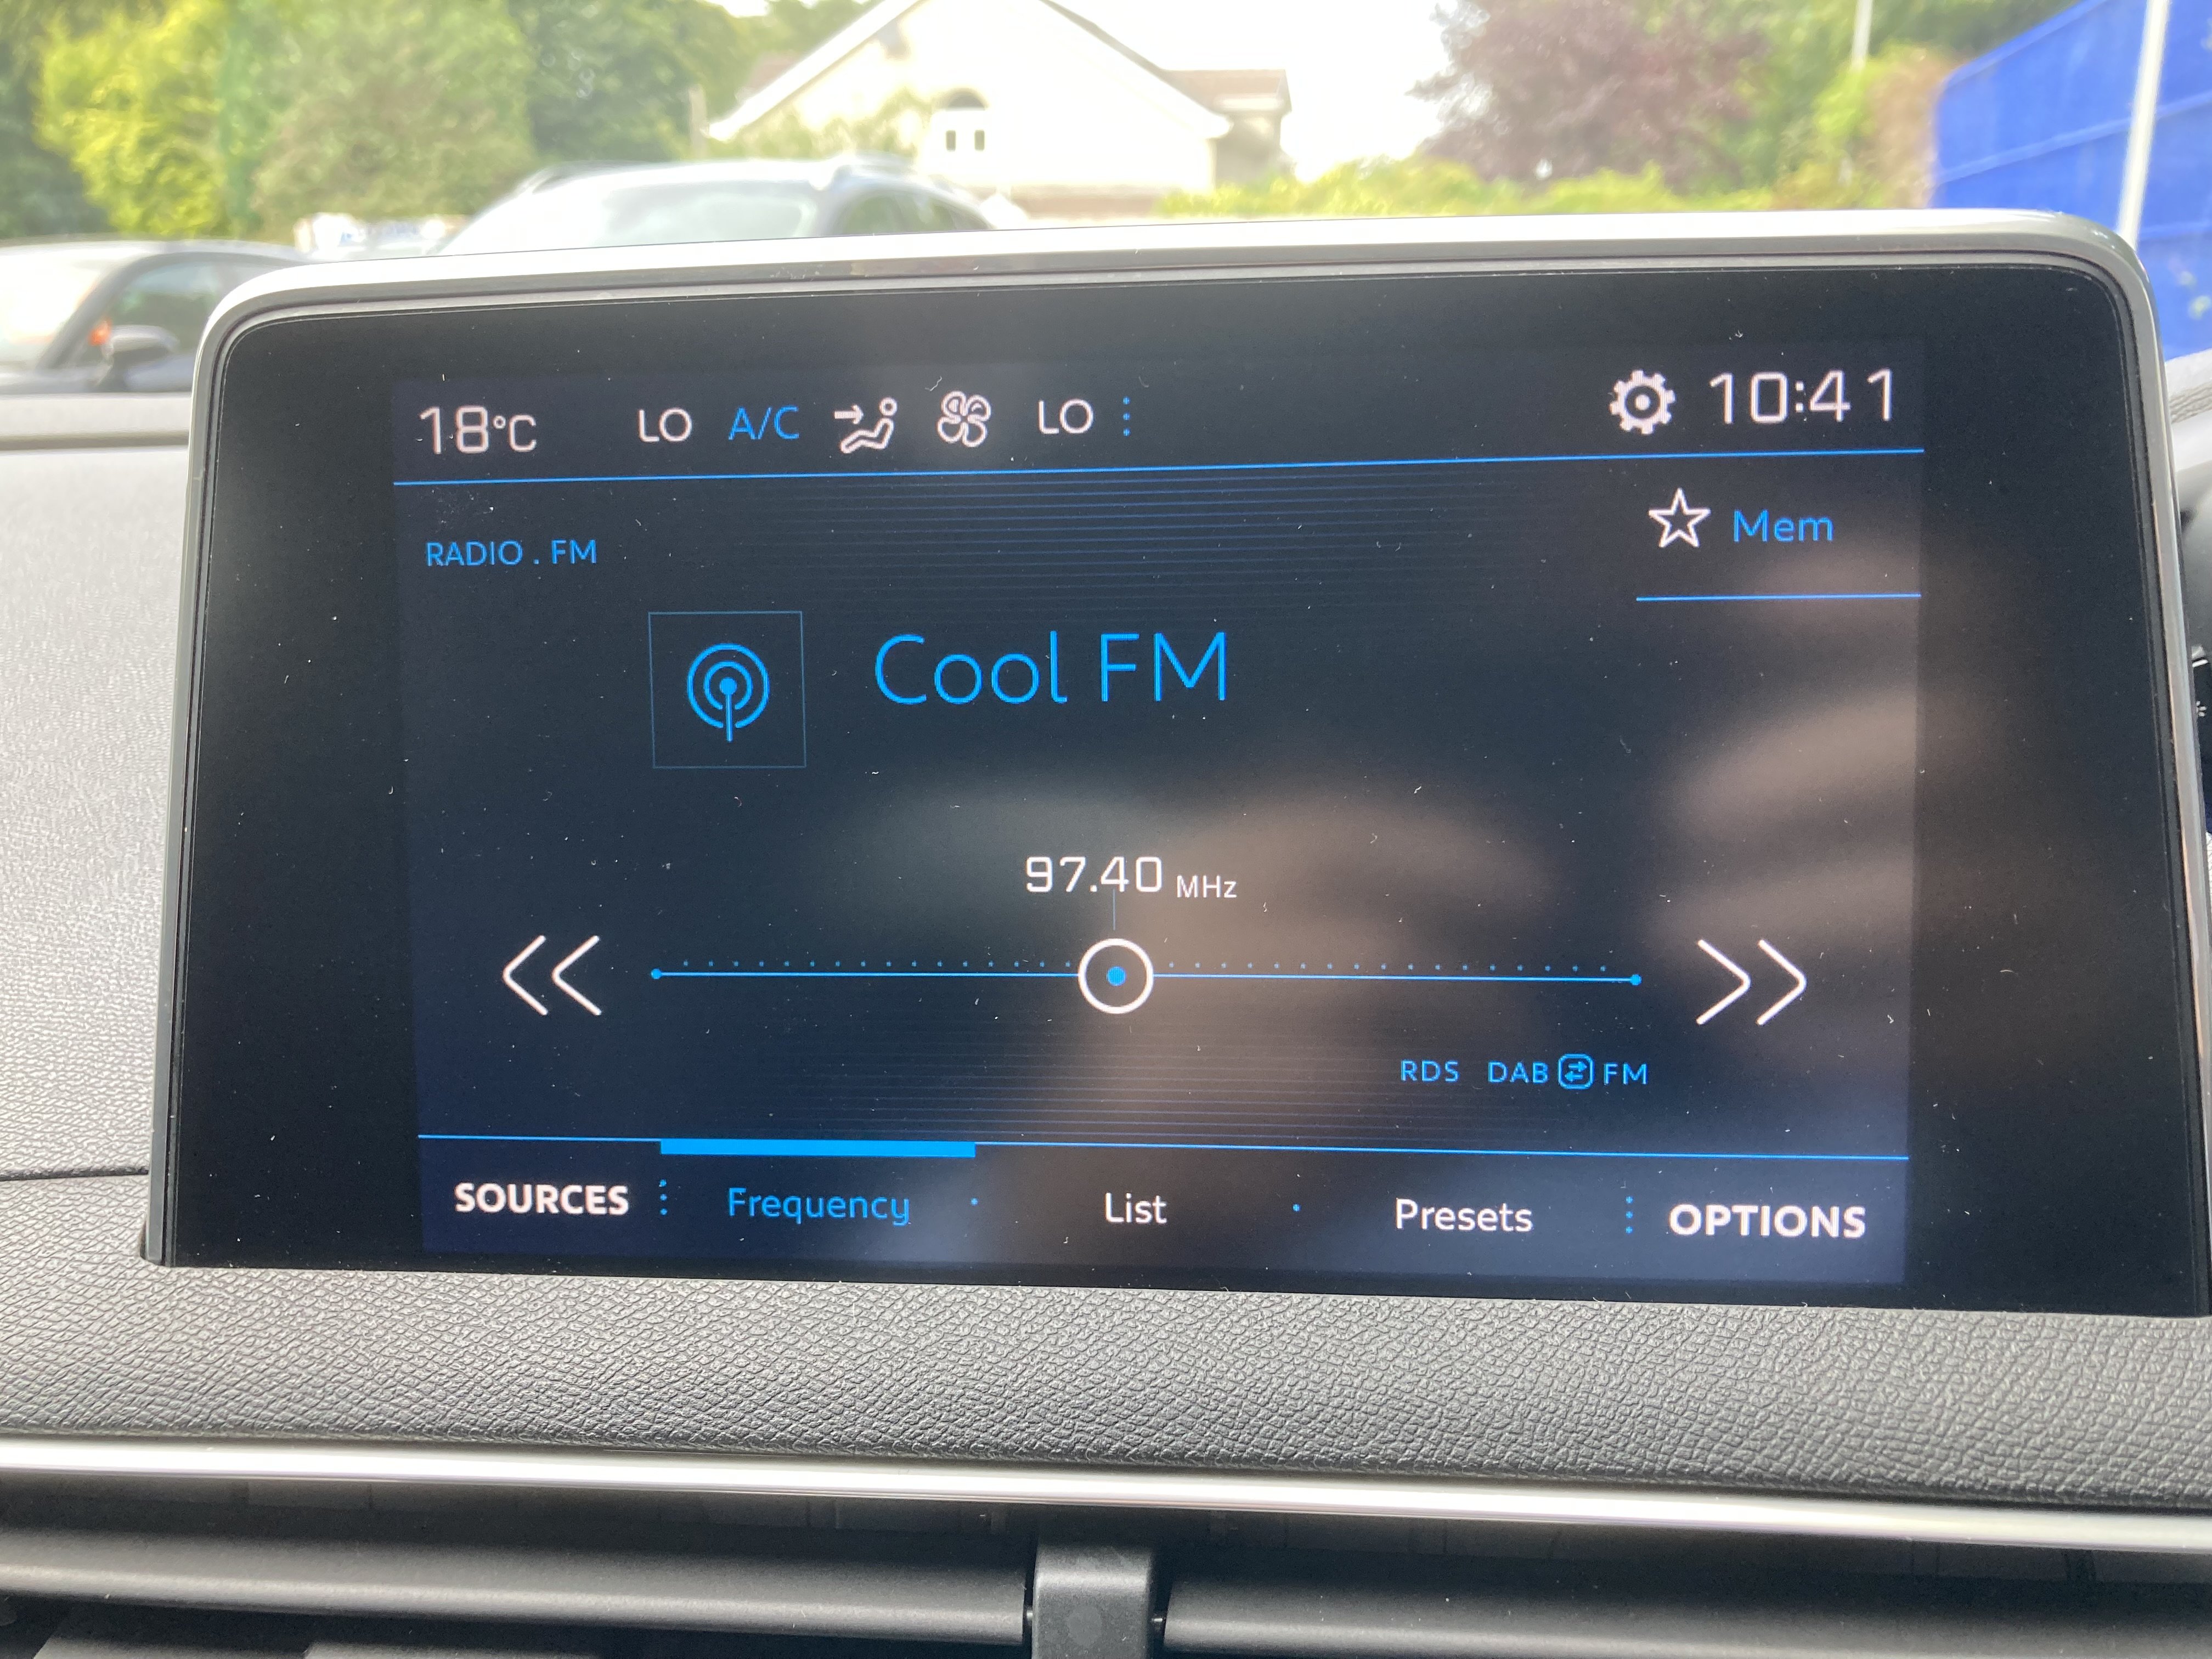 18°C LO A/C LO 10:41
Mem
RADIO . FM
Cool FM
97.40 MHz
RDS DAB FM
SOURCES Frequency List Presets OPTIONS